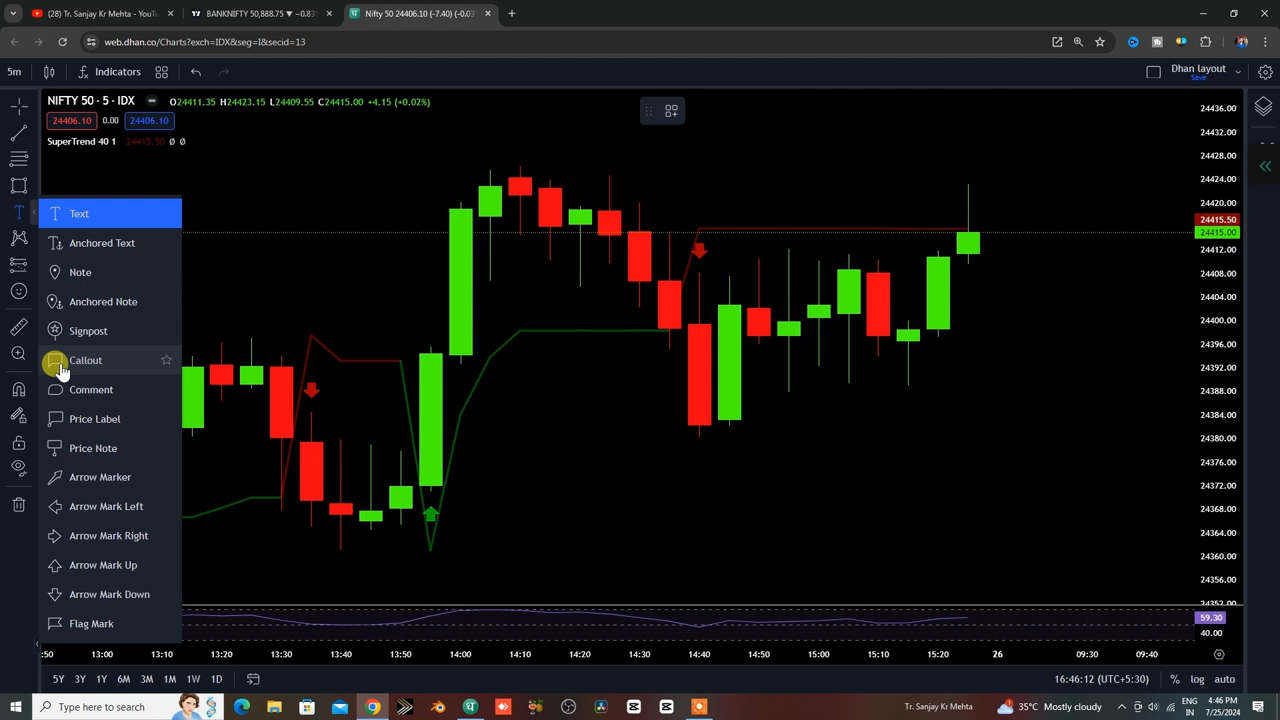 (28) Tr. Sanjay Kr Mehta - YouTu
BANKNIFTY 50,888.75 ▼ −0.83
Nifty 50 24406.10 (-7.40) (-0.03
web.dhan.co/Charts?exch=IDX&seg=I&secid=13
5m
Indicators
Dhan layout
Save
NIFTY 50 · 5 · IDX
O24411.35 H24423.15 L24409.55 C24415.00 +4.15 (+0.02%)
24406.10
0.00
24406.10
SuperTrend 40 1 24415.50 Ø Ø
Text
Anchored Text
Note
Anchored Note
Signpost
Callout
Comment
Price Label
Price Note
Arrow Marker
Arrow Mark Left
Arrow Mark Right
Arrow Mark Up
Arrow Mark Down
Flag Mark
24436.00
24432.00
24428.00
24424.00
24420.00
24415.50
24415.00
24412.00
24408.00
24404.00
24400.00
24396.00
24392.00
24388.00
24384.00
24380.00
24376.00
24372.00
24368.00
24364.00
24360.00
24356.00
24352.00
59.30
40.00
:50 13:00 13:10 13:20 13:30 13:40 13:50 14:00 14:10 14:20 14:30 14:40 14:50 15:00 15:10 15:20 26 09:30 09:40
5Y 3Y 1Y 6M 3M 1M 1W 1D
16:46:12 (UTC+5:30)
% log auto
Type here to search
Tr. Sanjay Kr Mehta
35°C Mostly cloudy
ENG
IN
4:46 PM
7/25/2024